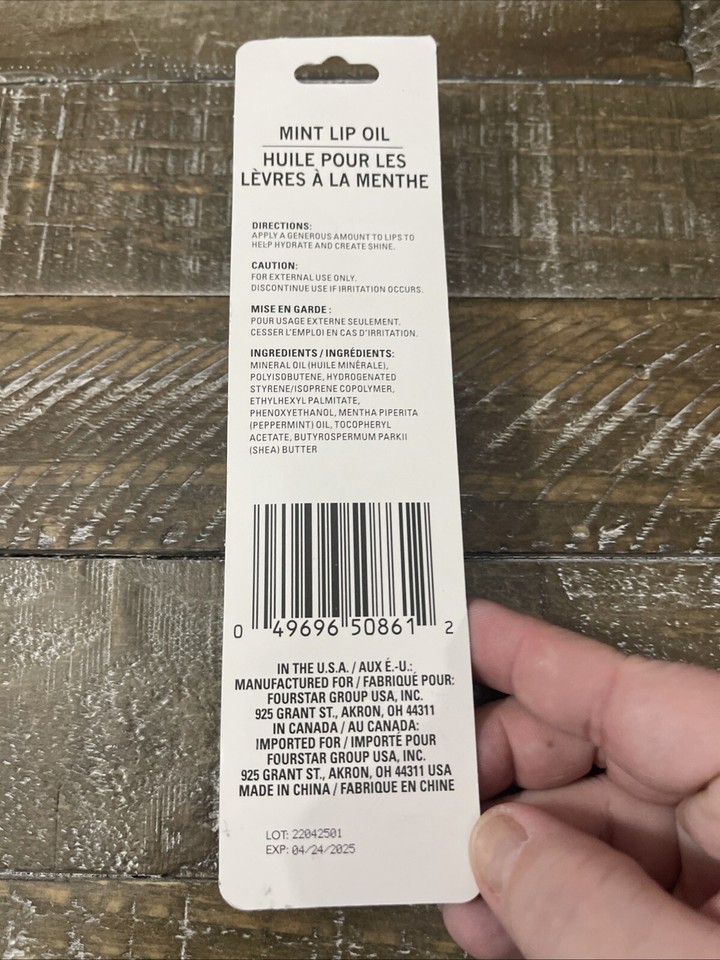 MINT LIP OIL
HUILE POUR LES
LÈVRES À LA MENTHE
DIRECTIONS:
APPLY A GENEROUS AMOUNT TO LIPS TO
HELP HYDRATE AND CREATE SHINE.
CAUTION:
FOR EXTERNAL USE ONLY.
DISCONTINUE USE IF IRRITATION OCCURS.
MISE EN GARDE :
POUR USAGE EXTERNE SEULEMENT.
CESSER L'EMPLOI EN CAS D'IRRITATION.
INGREDIENTS / INGRÉDIENTS:
MINERAL OIL (HUILE MINÉRALE),
POLYISOBUTENE, HYDROGENATED
STYRENE/ISOPRENE COPOLYMER,
ETHYLHEXYL PALMITATE,
PHENOXYETHANOL, MENTHA PIPERITA
(PEPPERMINT) OIL, TOCOPHERYL
ACETATE, BUTYROSPERMUM PARKII
(SHEA) BUTTER
0 49696 50861 2
IN THE U.S.A. / AUX É.-U.:
MANUFACTURED FOR / FABRIQUÉ POUR:
FOURSTAR GROUP USA, INC.
925 GRANT ST., AKRON, OH 44311
IN CANADA / AU CANADA:
IMPORTED FOR / IMPORTÉ POUR
FOURSTAR GROUP USA, INC.
925 GRANT ST., AKRON, OH 44311 USA
MADE IN CHINA / FABRIQUE EN CHINE
LOT: 22042501
EXP: 04/24/2025